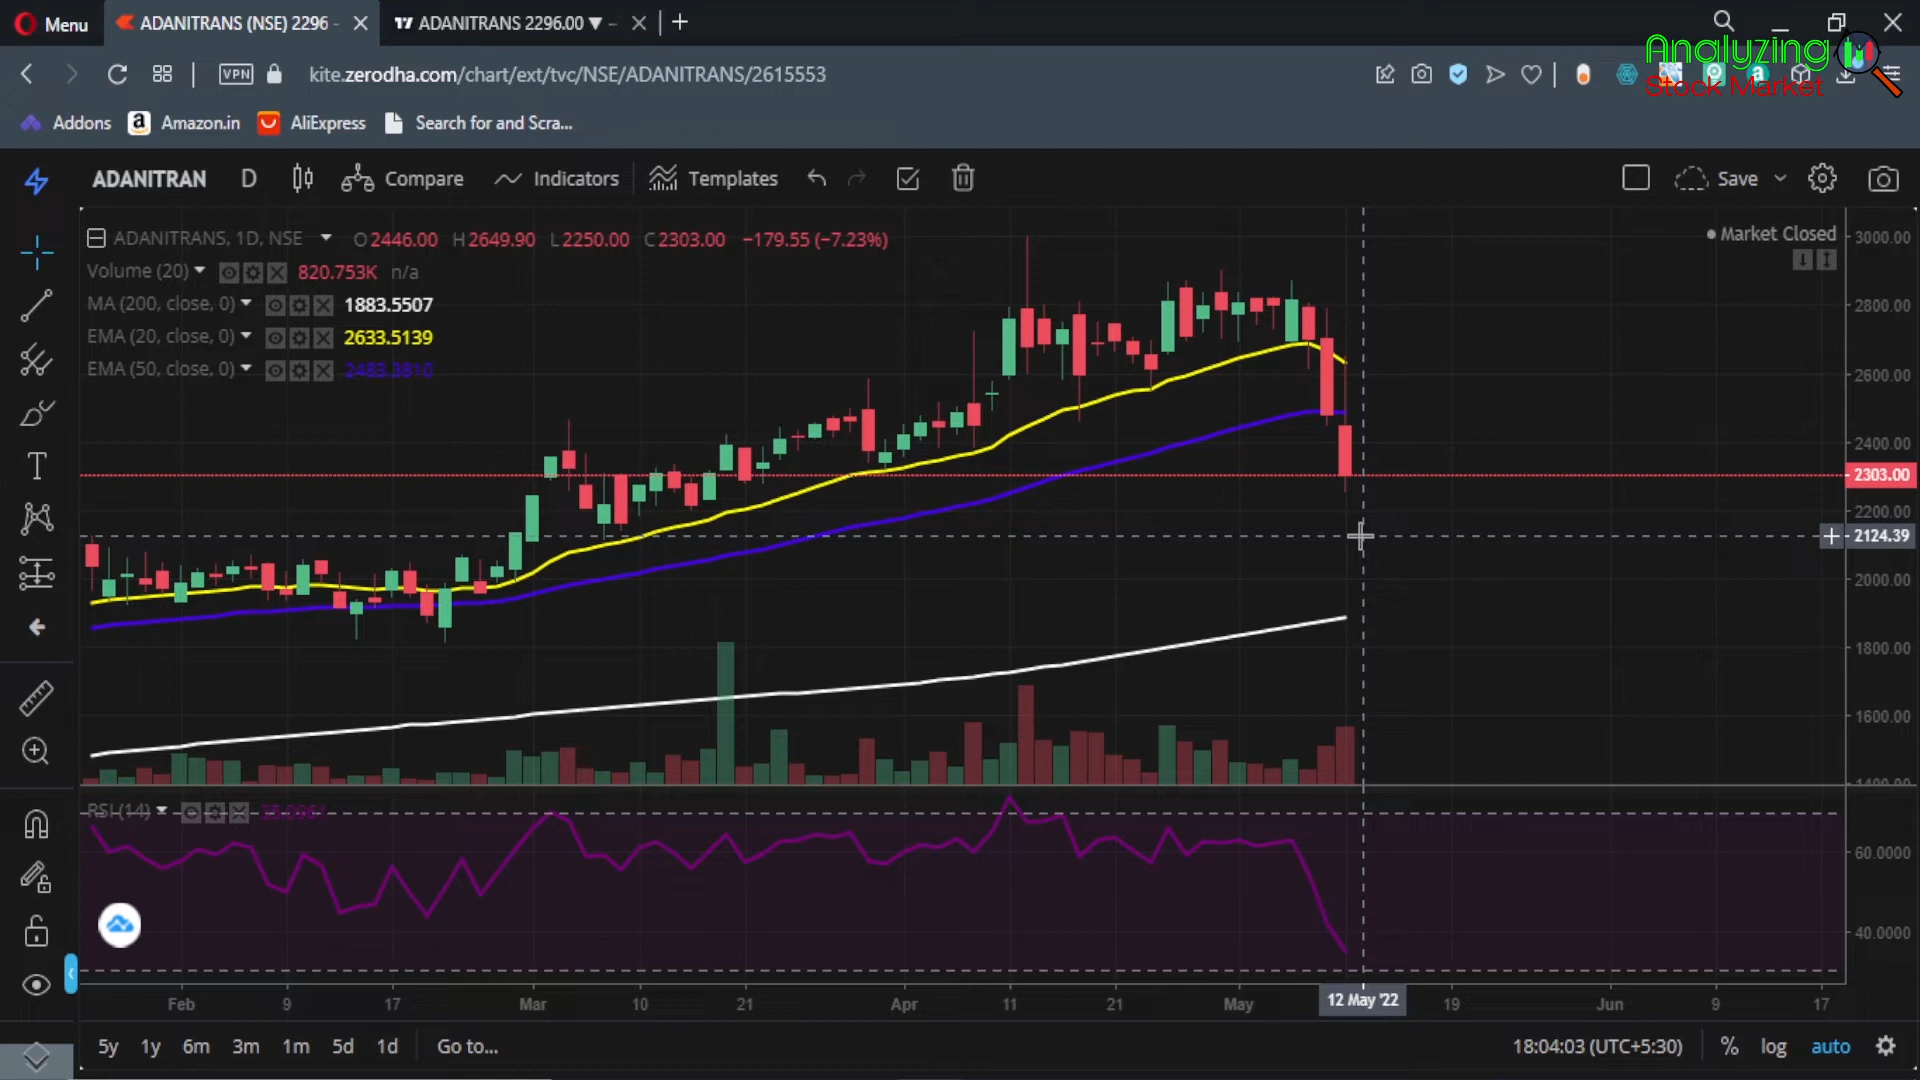 Menu
ADANITRANS (NSE) 2296
ADANITRANS 2296.00 ▼ –
VPN
kite.zerodha.com/chart/ext/tvc/NSE/ADANITRANS/2615553
Analyzing
Stock Market
Addons
Amazon.in
AliExpress
Search for and Scra...
ADANITRAN
D
Compare
Indicators
Templates
Save
ADANITRANS, 1D, NSE
O2446.00 H2649.90 L2250.00 C2303.00 −179.55 (−7.23%)
Market Closed
Volume (20)
820.753K n/a
MA (200, close, 0)
1883.5507
EMA (20, close, 0)
2633.5139
EMA (50, close, 0)
2483.3810
3000.00
2800.00
2600.00
2400.00
2303.00
2200.00
2124.39
2000.00
1800.00
1600.00
1400.00
RSI (14)
60.0000
40.0000
Feb 9 17 Mar 10 21 Apr 11 21 May 12 May '22 19 Jun 9 17
5y 1y 6m 3m 1m 5d 1d Go to...
18:04:03 (UTC+5:30) % log auto